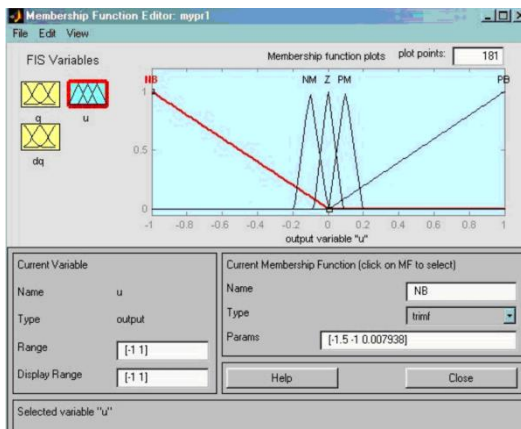 Membership Function Editor: mypr1
File Edit View
FIS Variables
Membership function plots plot points: 181
q
u
dq
NB NM Z PM PB
1
0.5
0
-1 -0.8 -0.6 -0.4 -0.2 0 0.2 0.4 0.6 0.8 1
output variable "u"
Current Variable
Name u
Type output
Range [-1 1]
Display Range [-1 1]
Current Membership Function (click on MF to select)
Name NB
Type trimf
Params [-1.5 -1 0.007938]
Help Close
Selected variable "u"